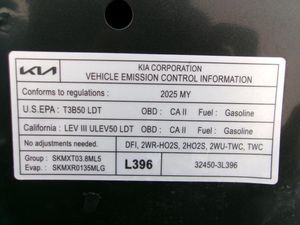 KIA
KIA CORPORATION
VEHICLE EMISSION CONTROL INFORMATION
Conforms to regulations : 2025 MY
U.S.EPA : T3B50 LDT OBD : CA II Fuel : Gasoline
California : LEV III ULEV50 LDT OBD : CA II Fuel : Gasoline
No adjustments needed. DFI, 2WR-HO2S, 2HO2S, 2WU-TWC, TWC
Group : SKMXT03.8ML5 L396 32450-3L396
Evap. : SKMXR0135MLG